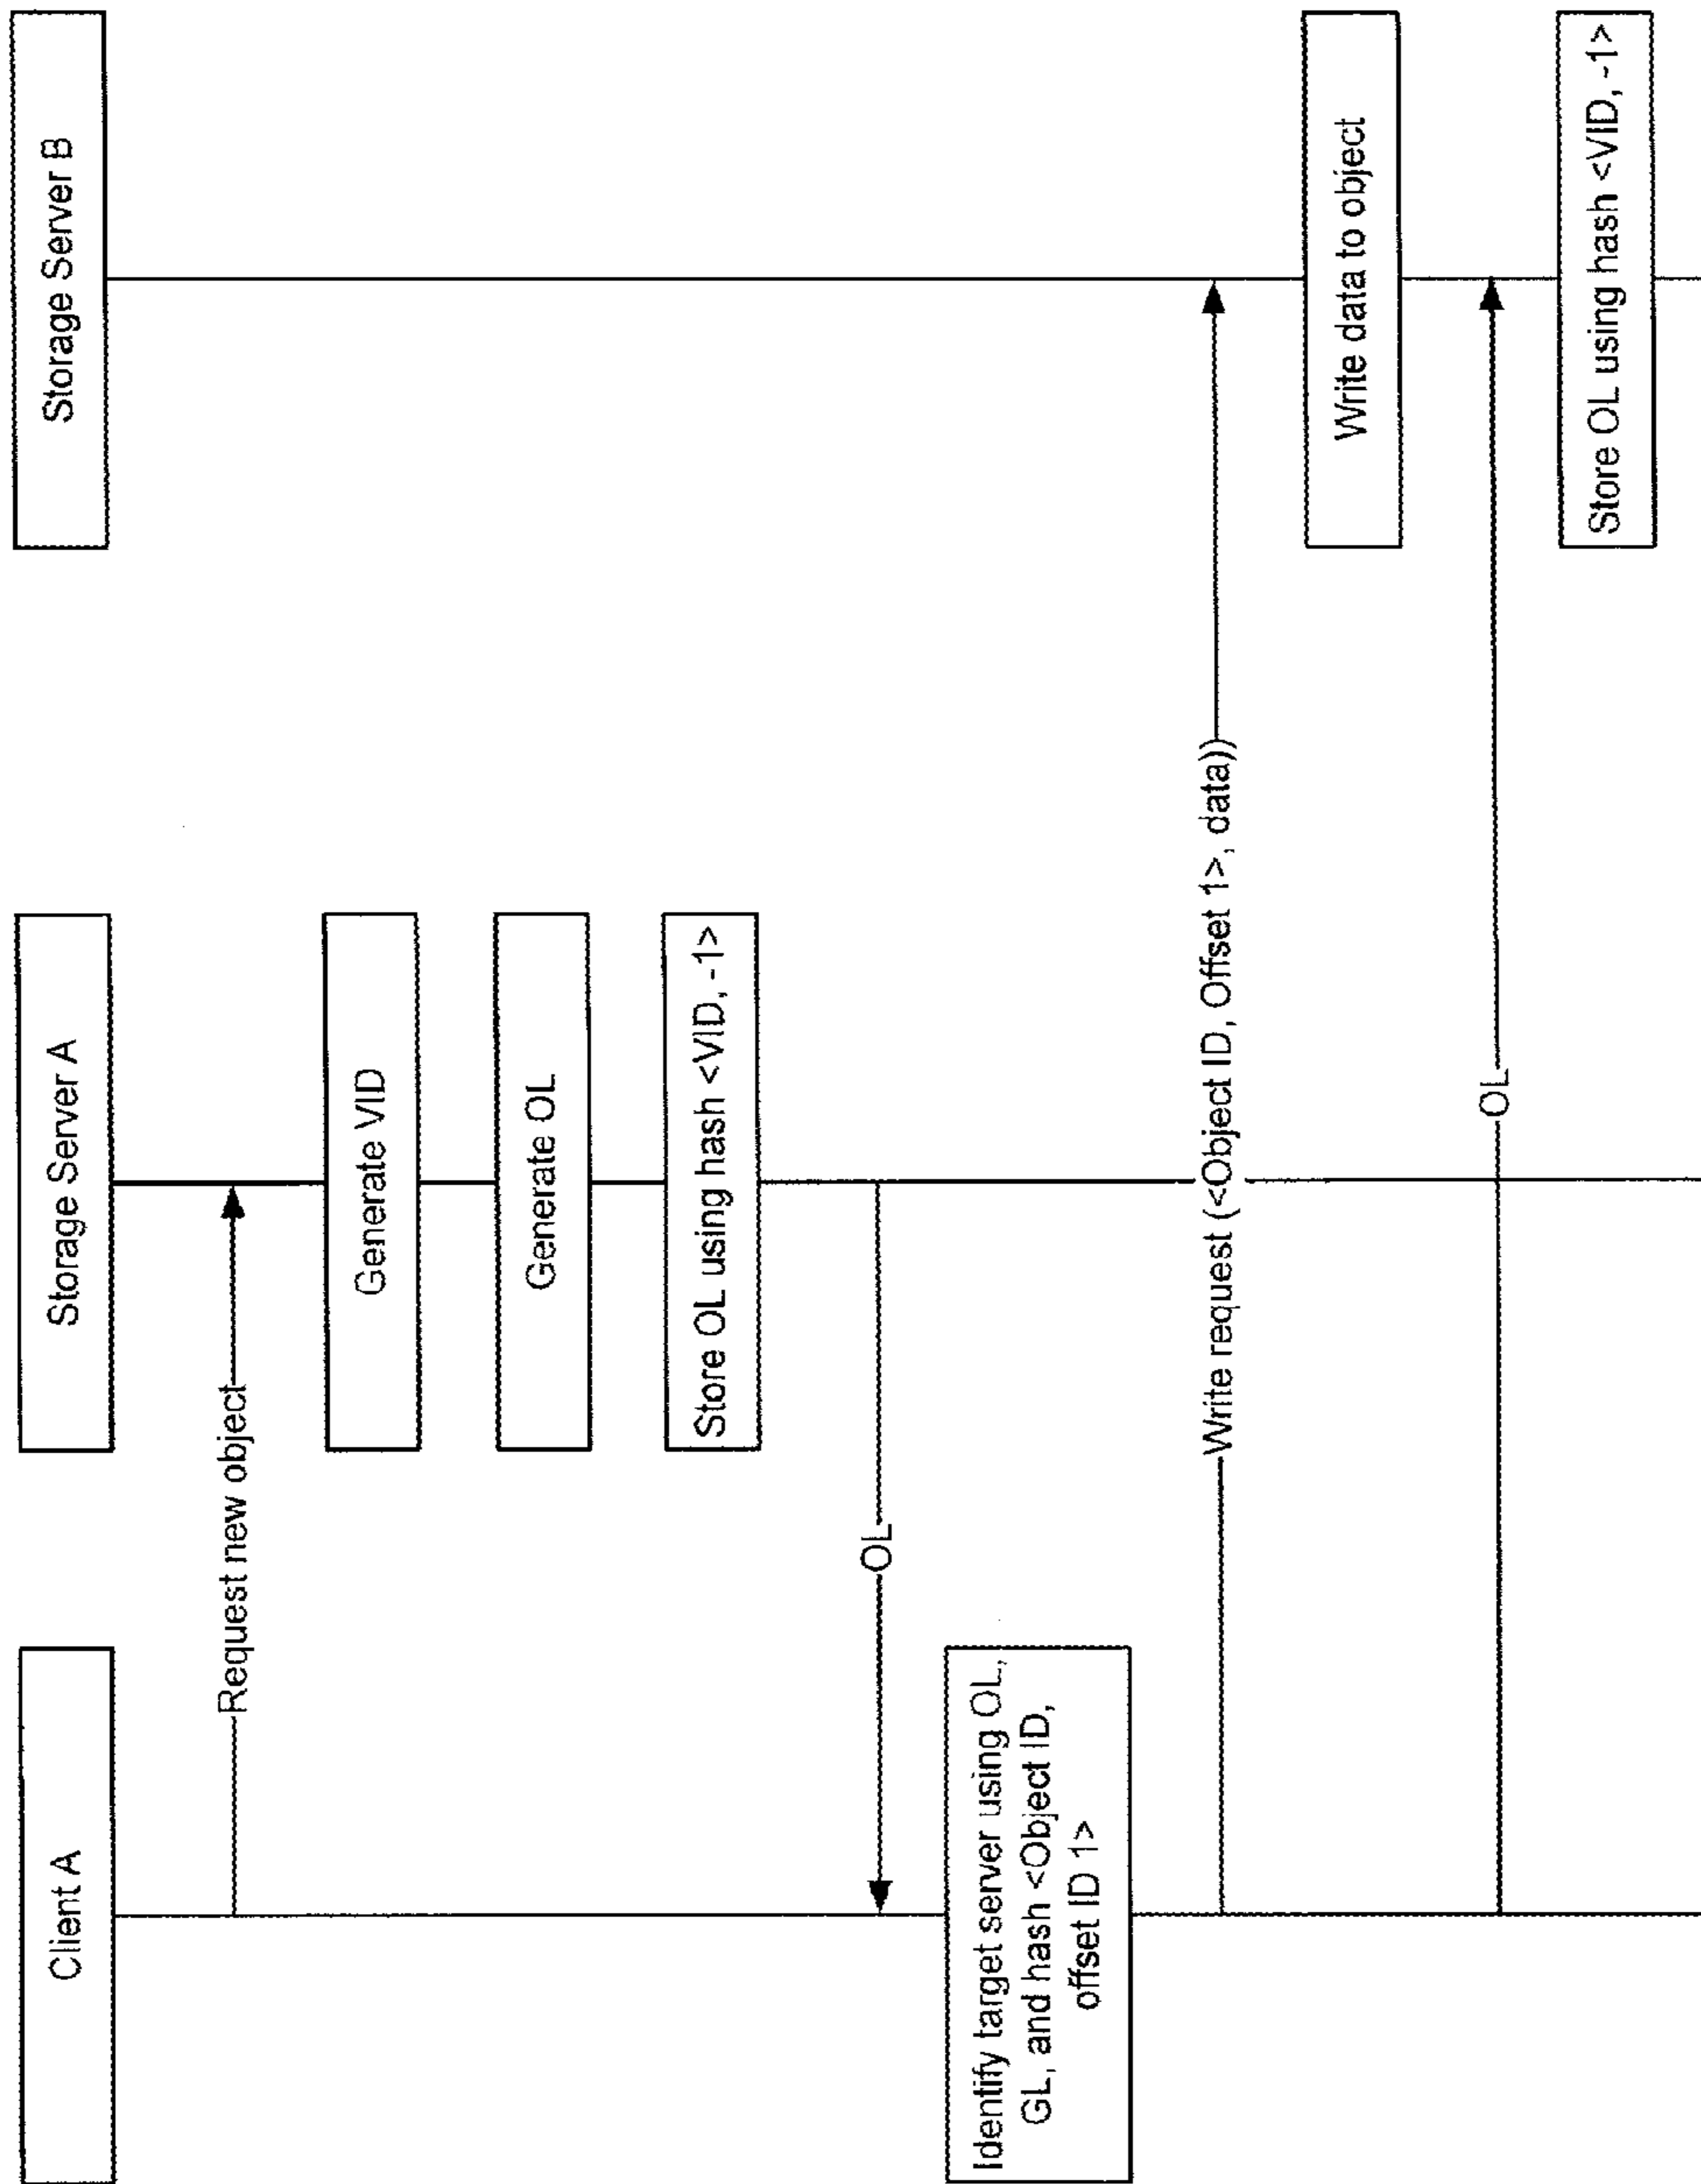 Client A
Storage Server A
Storage Server B
Request new object
Generate VID
Generate OL
Store OL using hash <VID, -1>
OL
Identify target server using OL,
GL, and hash <Object ID,
offset ID 1>
Write request (<Object ID, Offset 1>, data))
Write data to object
OL
Store OL using hash <VID, -1>